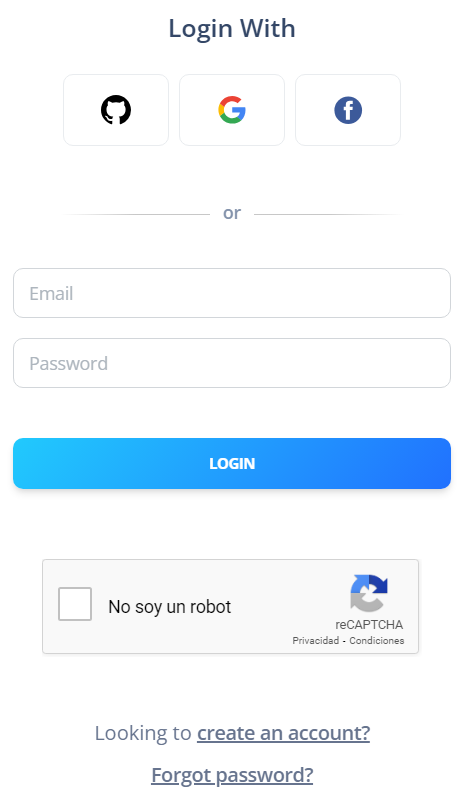 Login With
or
Email
Password
LOGIN
No soy un robot
reCAPTCHA
Privacidad - Condiciones
Looking to create an account?
Forgot password?